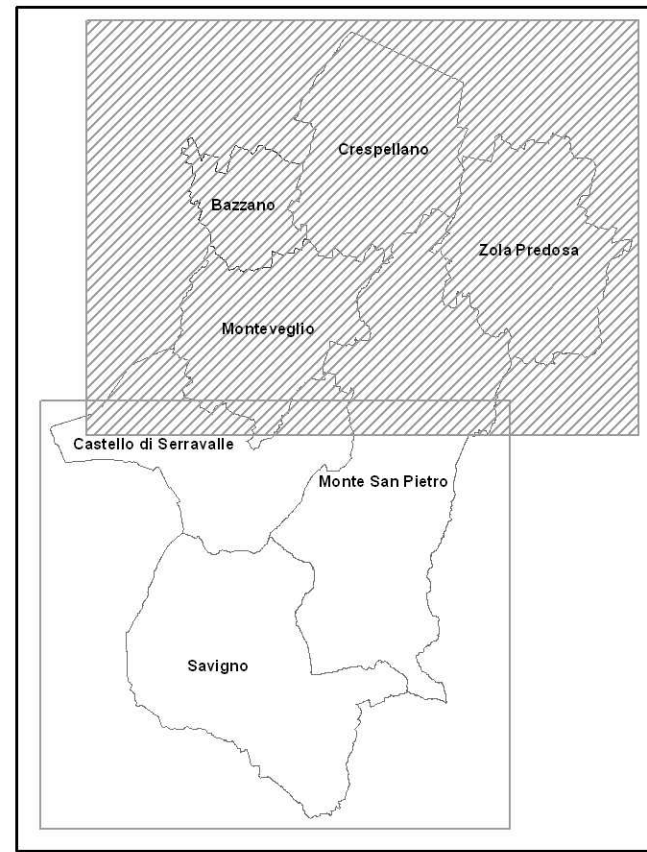 Crespellano
Bazzano
Zola Predosa
Monteveglio
Castello di Serravalle
Monte San Pietro
Savigno